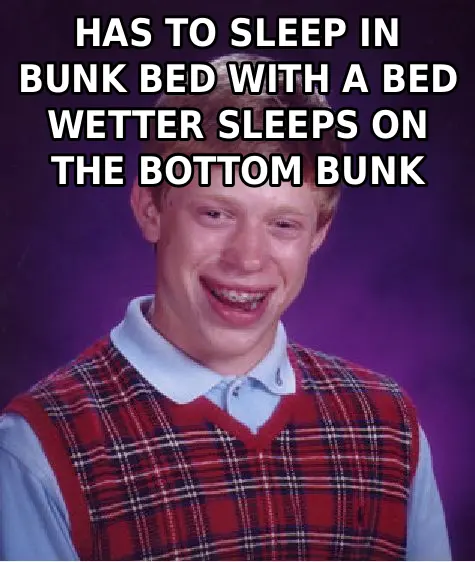 HAS TO SLEEP IN
BUNK BED WITH A BED
WETTER SLEEPS ON
THE BOTTOM BUNK